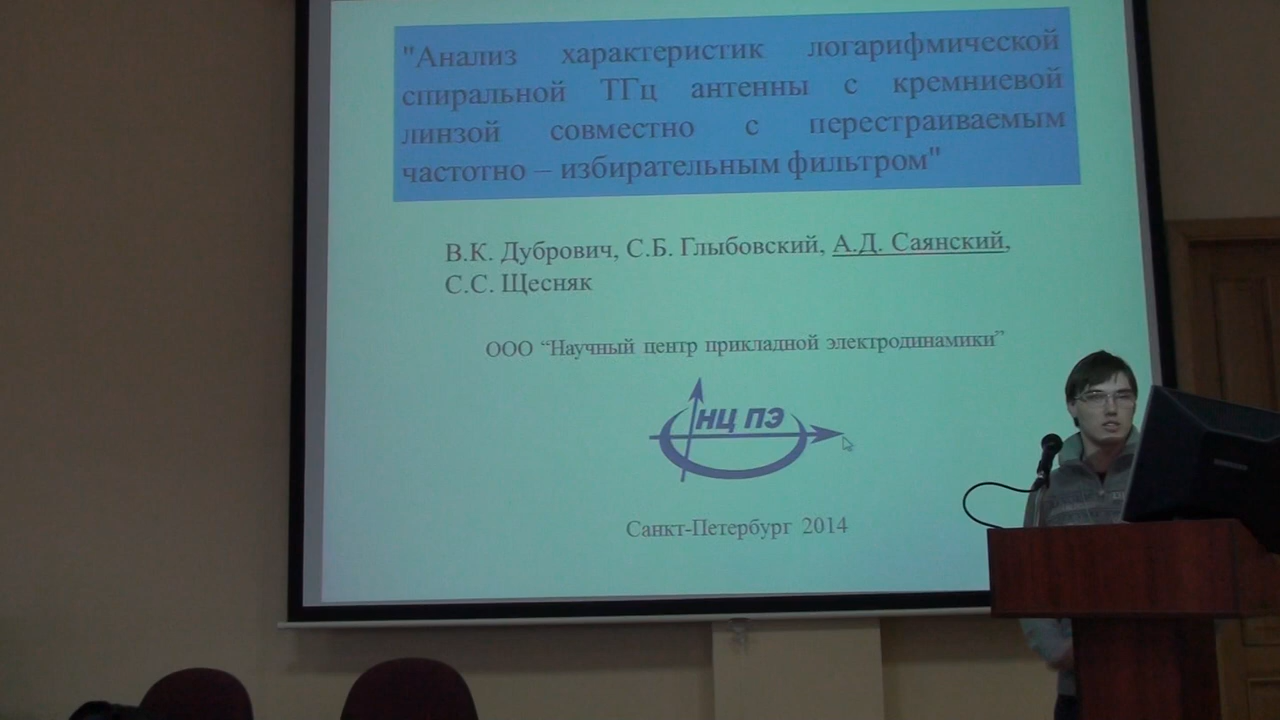 "Анализ характеристик логарифмической
спиральной ТГц антенны с кремниевой
линзой совместно с перестраиваемым
частотно – избирательным фильтром"
В.К. Дубрович, С.Б. Глыбовский, А.Д. Саянский,
С.С. Щесняк
ООО “Научный центр прикладной электродинамики”
НЦ ПЭ
Санкт-Петербург 2014